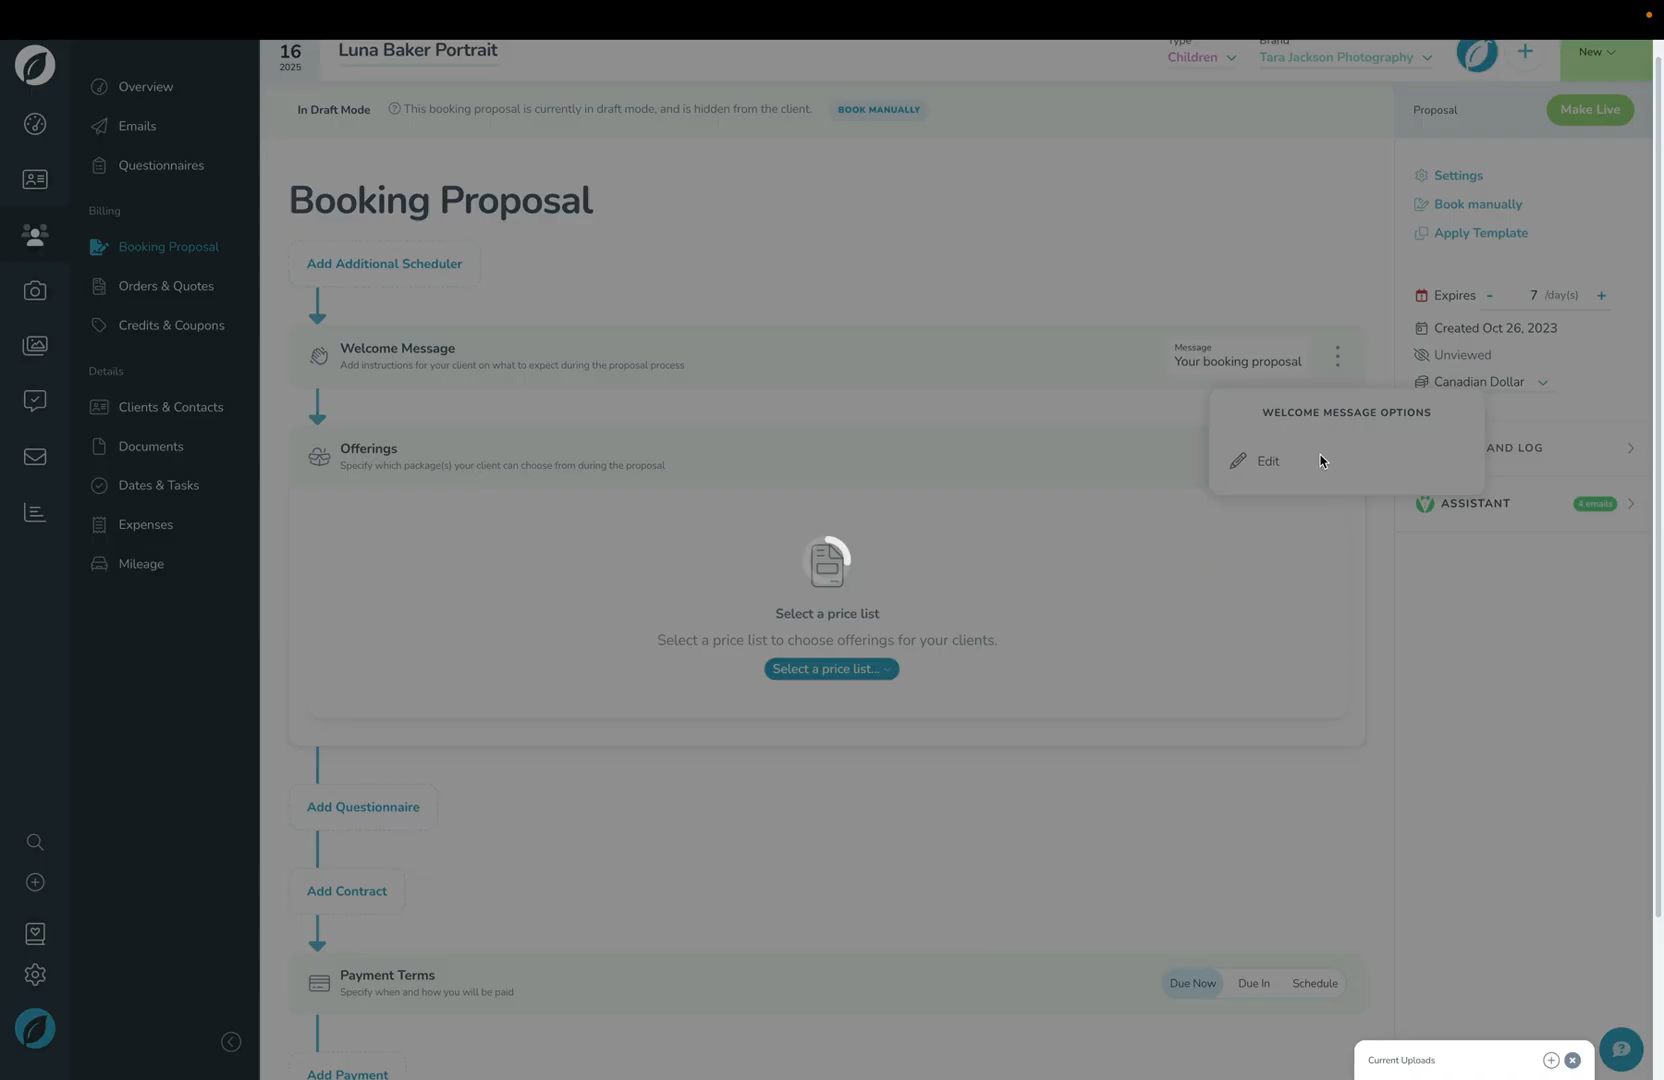 16
2025
Luna Baker Portrait
Type
Children
Brand
Tara Jackson Photography
New
Overview
Emails
Questionnaires
Billing
Booking Proposal
Orders & Quotes
Credits & Coupons
Details
Clients & Contacts
Documents
Dates & Tasks
Expenses
Mileage
In Draft Mode
This booking proposal is currently in draft mode, and is hidden from the client.
BOOK MANUALLY
Proposal
Make Live
Booking Proposal
Add Additional Scheduler
Welcome Message
Add instructions for your client on what to expect during the proposal process
Message
Your booking proposal
WELCOME MESSAGE OPTIONS
Edit
Offerings
Specify which package(s) your client can choose from during the proposal
Select a price list
Select a price list to choose offerings for your clients.
Select a price list...
Add Questionnaire
Add Contract
Payment Terms
Specify when and how you will be paid
Due Now
Due In
Schedule
Add Payment
Settings
Book manually
Apply Template
Expires - 7 /day(s) +
Created Oct 26, 2023
Unviewed
Canadian Dollar
AND LOG
ASSISTANT
4 emails
Current Uploads